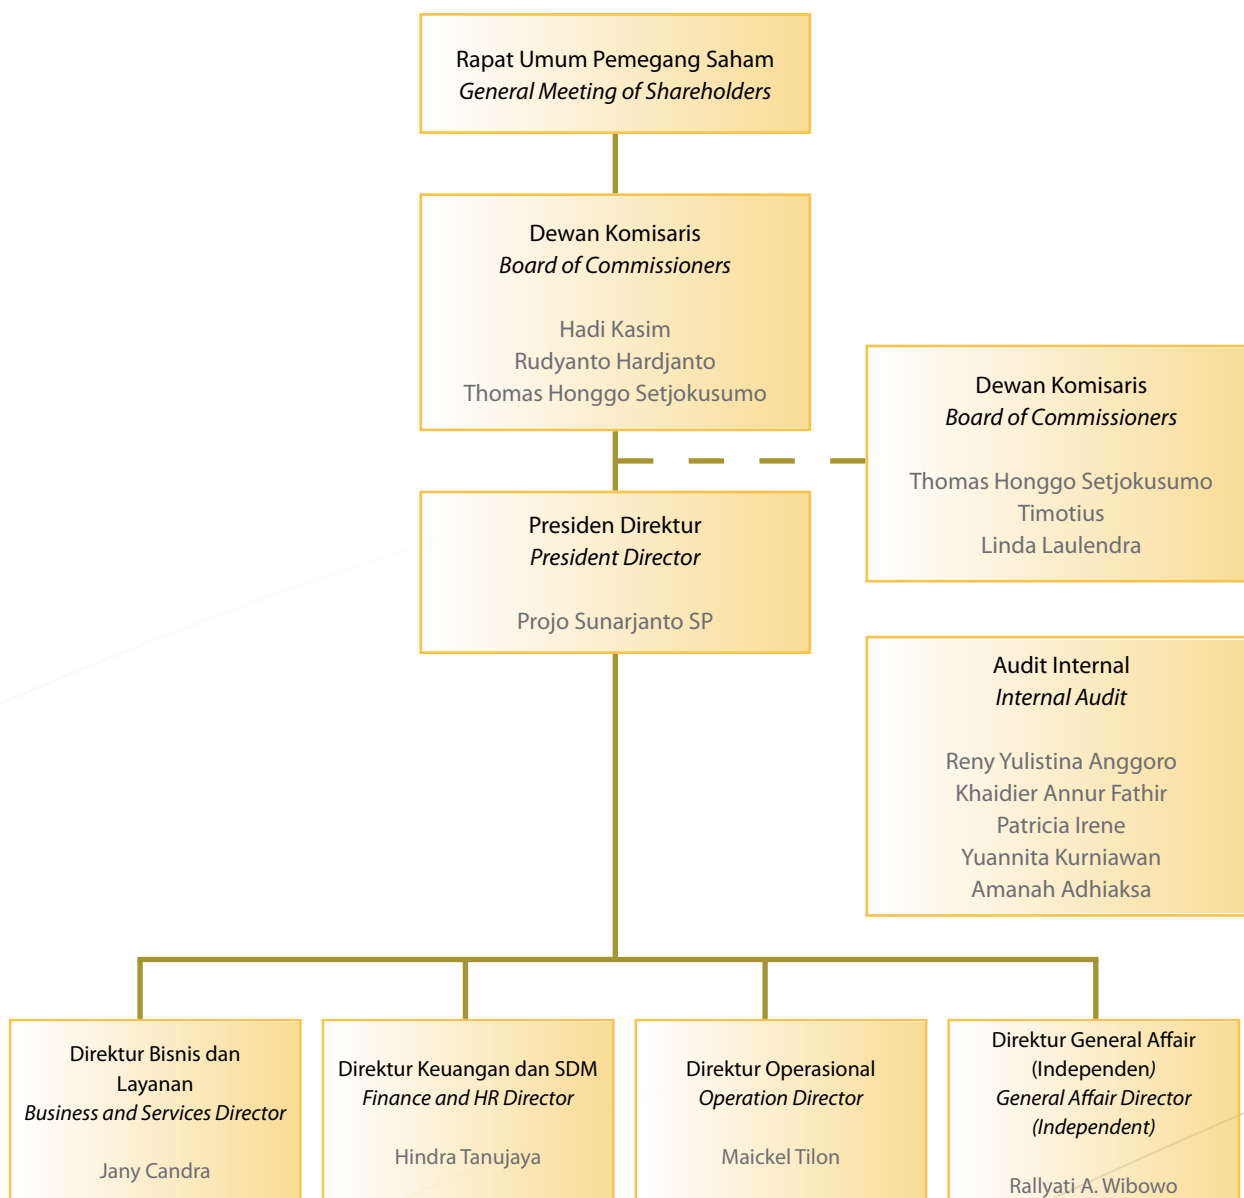 Rapat Umum Pemegang Saham
General Meeting of Shareholders
Dewan Komisaris
Board of Commissioners
Hadi Kasim
Rudyanto Hardjanto
Thomas Honggo Setjokusumo
Dewan Komisaris
Board of Commissioners
Thomas Honggo Setjokusumo
Timotius
Linda Laulendra
Presiden Direktur
President Director
Projo Sunarjanto SP
Audit Internal
Internal Audit
Reny Yulistina Anggoro
Khaidier Annur Fathir
Patricia Irene
Yuannita Kurniawan
Amanah Adhiaksa
Direktur Bisnis dan
Layanan
Business and Services Director
Jany Candra
Direktur Keuangan dan SDM
Finance and HR Director
Hindra Tanujaya
Direktur Operasional
Operation Director
Maickel Tilon
Direktur General Affair
(Independen)
General Affair Director
(Independent)
Rallyati A. Wibowo